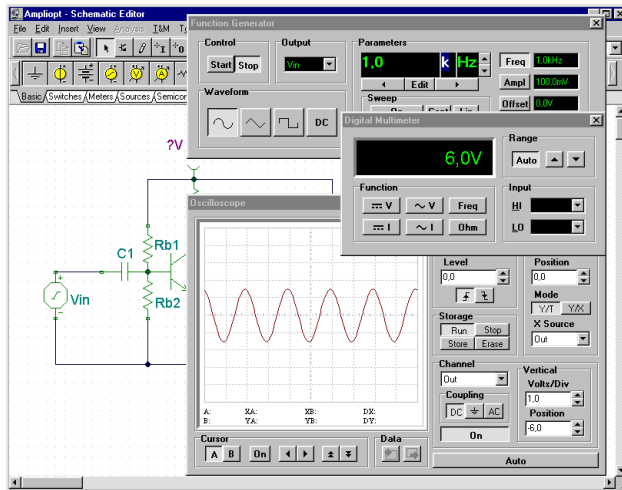 Ampliopt - Schematic Editor
File Edit Insert View Analysis I&M
Basic Switches Meters Sources Semicon
?V
Rb1
C1
Vin
Rb2
Function Generator
Control
Start Stop
Output
Vin
Waveform
DC
Parameters
1,0 k Hz
Edit
Sweep
Freq 1,0kHz
Ampl 100,0mV
Offset 0,0V
Digital Multimeter
6,0V
Range
Auto
Function
V V Freq
I I Ohm
Input
HI
LO
Oscilloscope
A: XA: XB: DX:
B: YA: YB: DY:
Cursor
A B On
Data
Level
0,0
Position
0,0
Mode
Y/T Y/X
X Source
Out
Storage
Run Stop
Store Erase
Channel
Out
Coupling
DC AC
On
Vertical
Volts/Div
1,0
Position
-6,0
Auto